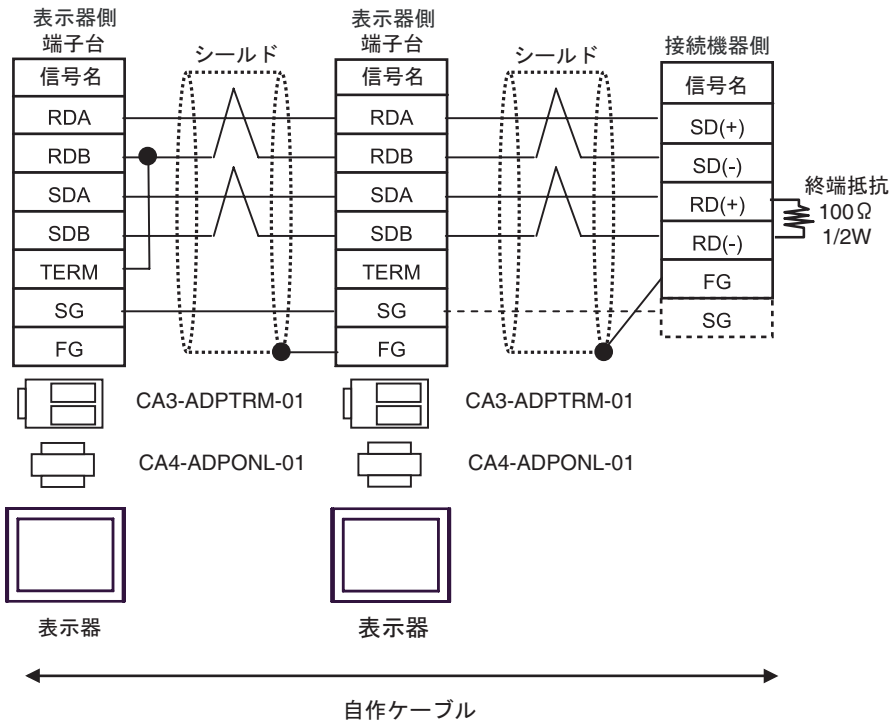 表示器側
端子台
信号名
RDA
RDB
SDA
SDB
TERM
SG
FG
シールド
表示器側
端子台
信号名
RDA
RDB
SDA
SDB
TERM
SG
FG
シールド
接続機器側
信号名
SD(+)
SD(-)
RD(+)
RD(-)
FG
SG
終端抵抗
100Ω
1/2W
CA3-ADPTRM-01
CA3-ADPTRM-01
CA4-ADPONL-01
CA4-ADPONL-01
表示器
表示器
自作ケーブル